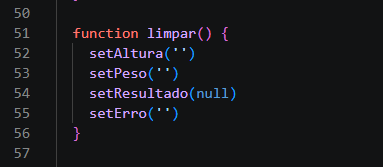 50
51 function limpar() {
52 setAltura('')
53 setPeso('')
54 setResultado(null)
55 setErro('')
56 }
57